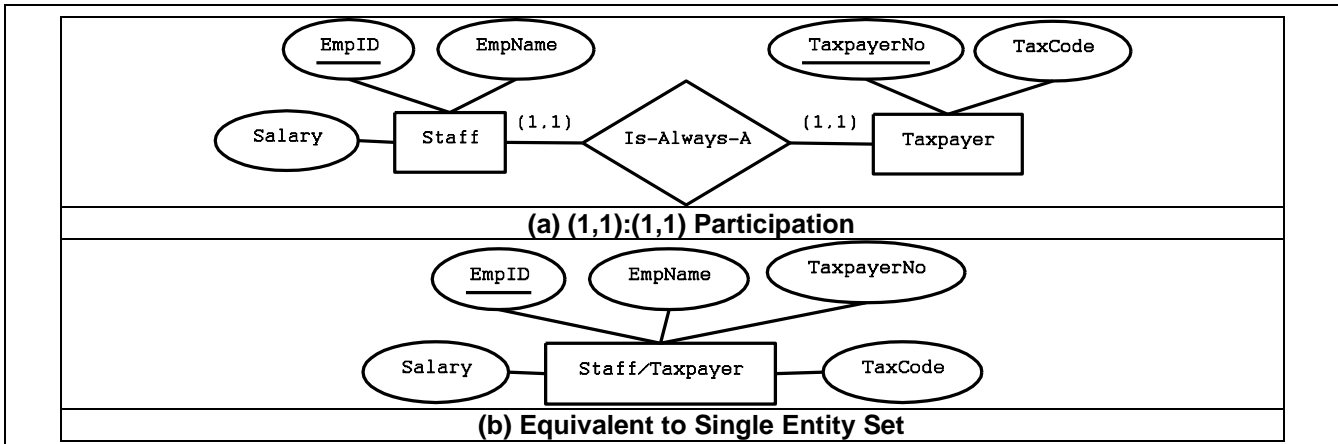 EmpID EmpName TaxpayerNo TaxCode
Salary Staff (1,1) Is-Always-A (1,1) Taxpayer
(a) (1,1):(1,1) Participation
EmpID EmpName TaxpayerNo
Salary Staff/Taxpayer TaxCode
(b) Equivalent to Single Entity Set